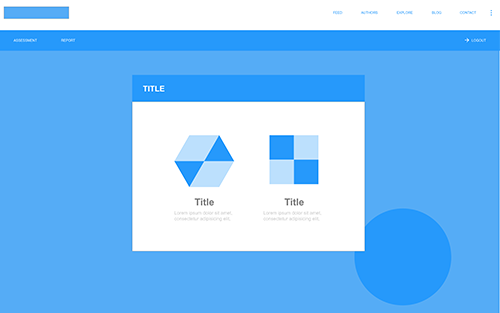 FEED AUTHORS EXPLORE BLOG CONTACT
ASSESSMENT REPORT LOGOUT
TITLE
Title Title
Lorem ipsum dolor sit amet, Lorem ipsum dolor sit amet,
consectetur adipiscing elit, consectetur adipiscing elit,